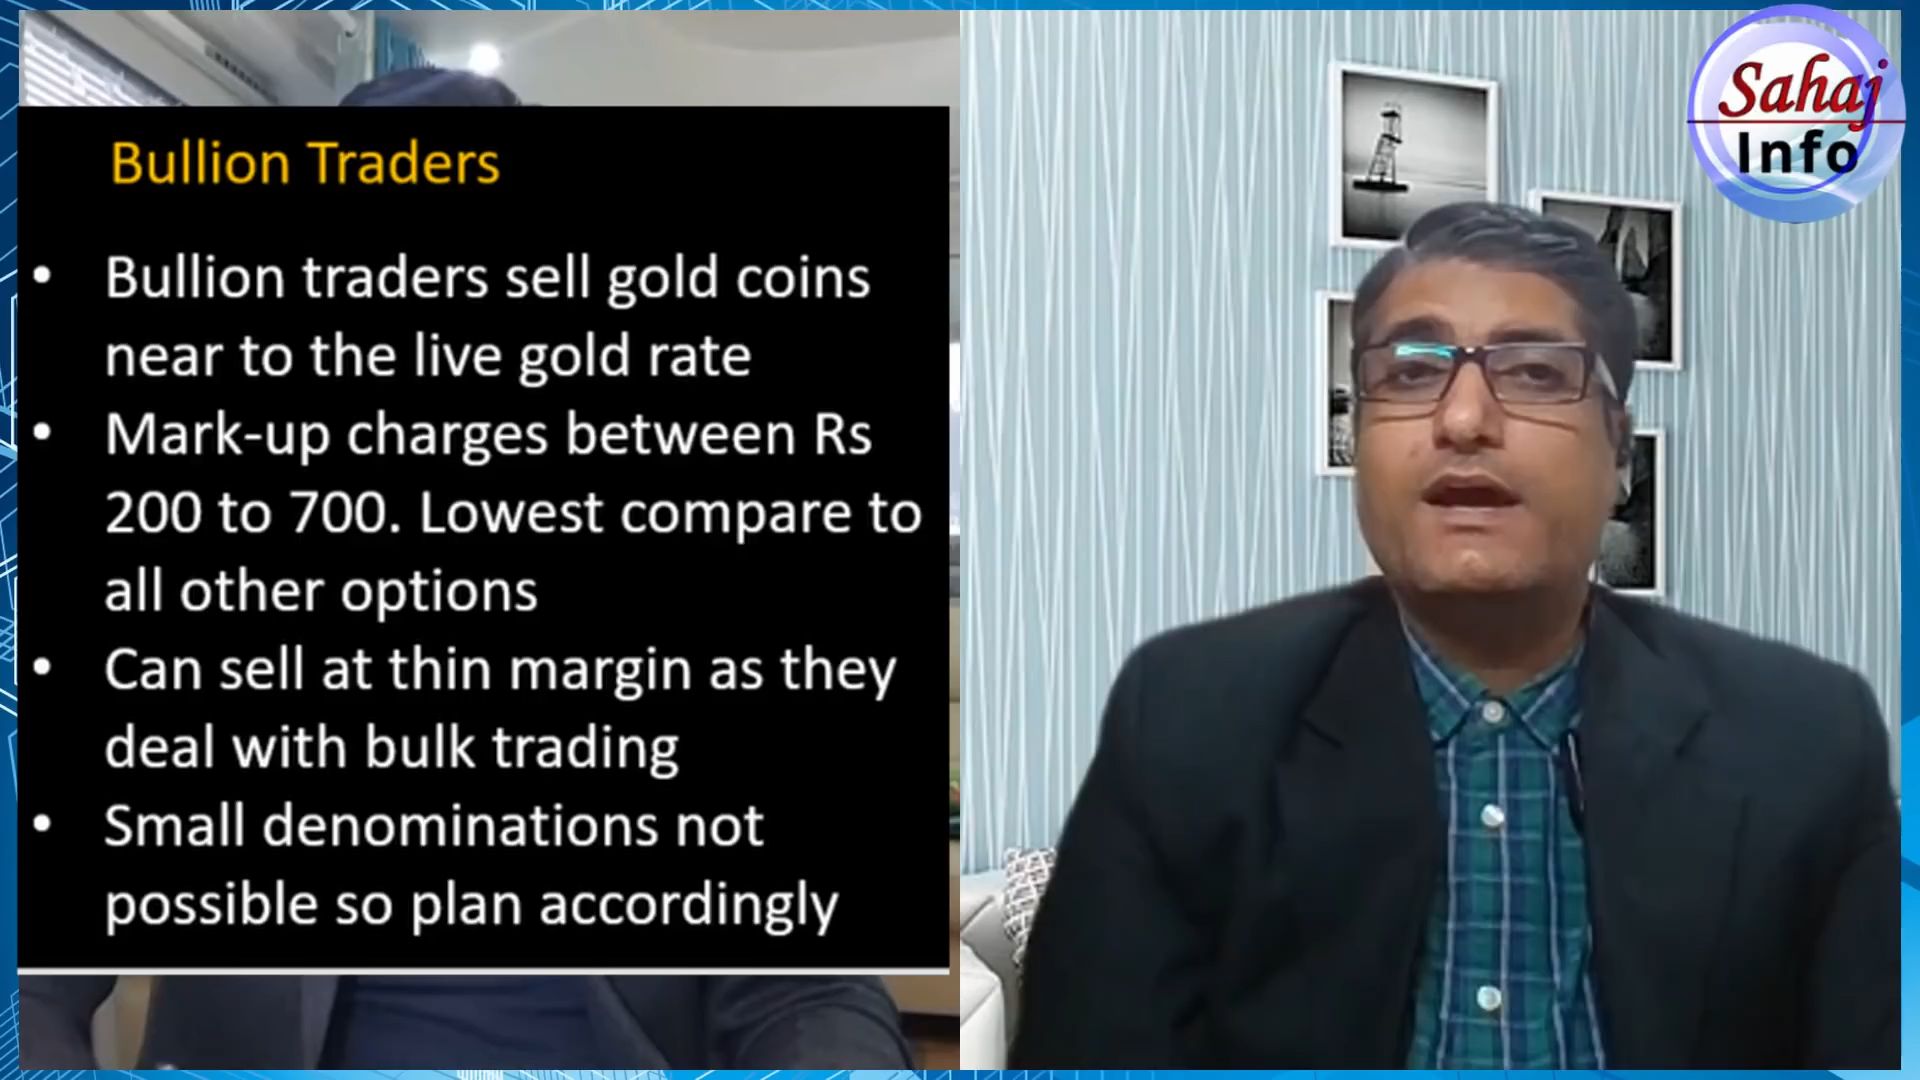 Bullion Traders
• Bullion traders sell gold coins
near to the live gold rate
• Mark-up charges between Rs
200 to 700. Lowest compare to
all other options
• Can sell at thin margin as they
deal with bulk trading
• Small denominations not
possible so plan accordingly
Sahaj
Info